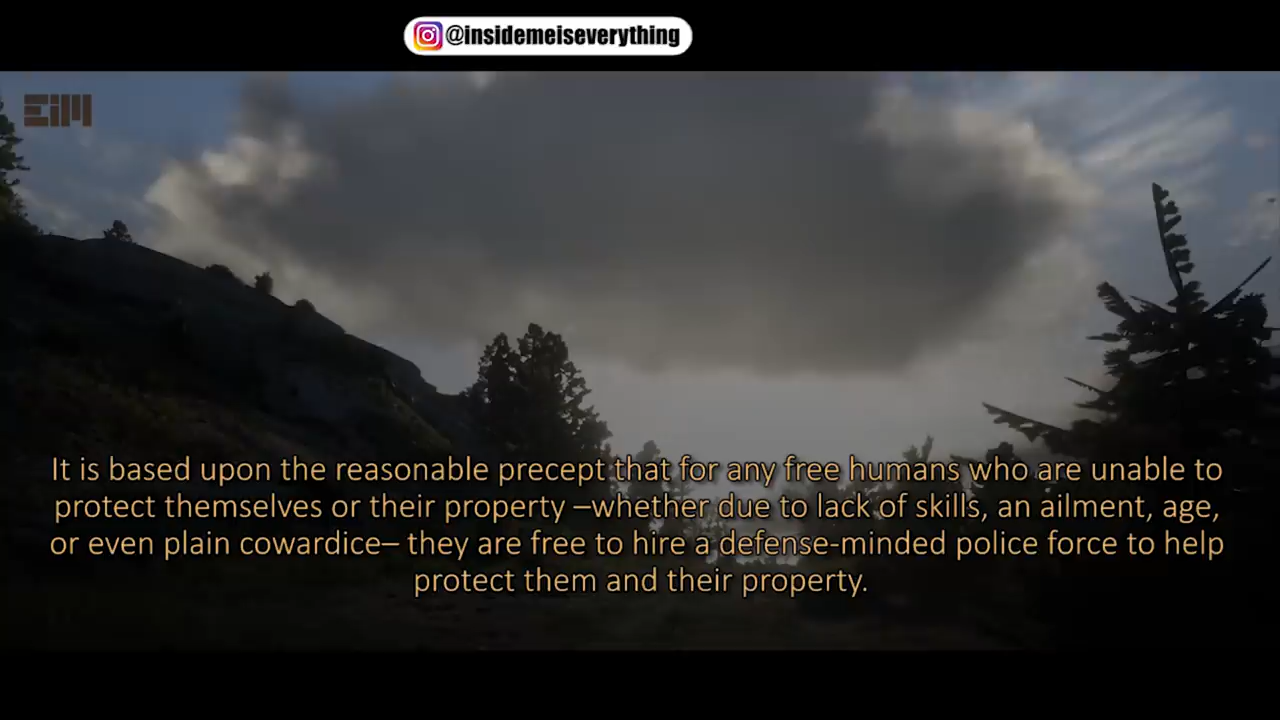 @insidemeiseverything
EiM
It is based upon the reasonable precept that for any free humans who are unable to
protect themselves or their property –whether due to lack of skills, an ailment, age,
or even plain cowardice– they are free to hire a defense-minded police force to help
protect them and their property.